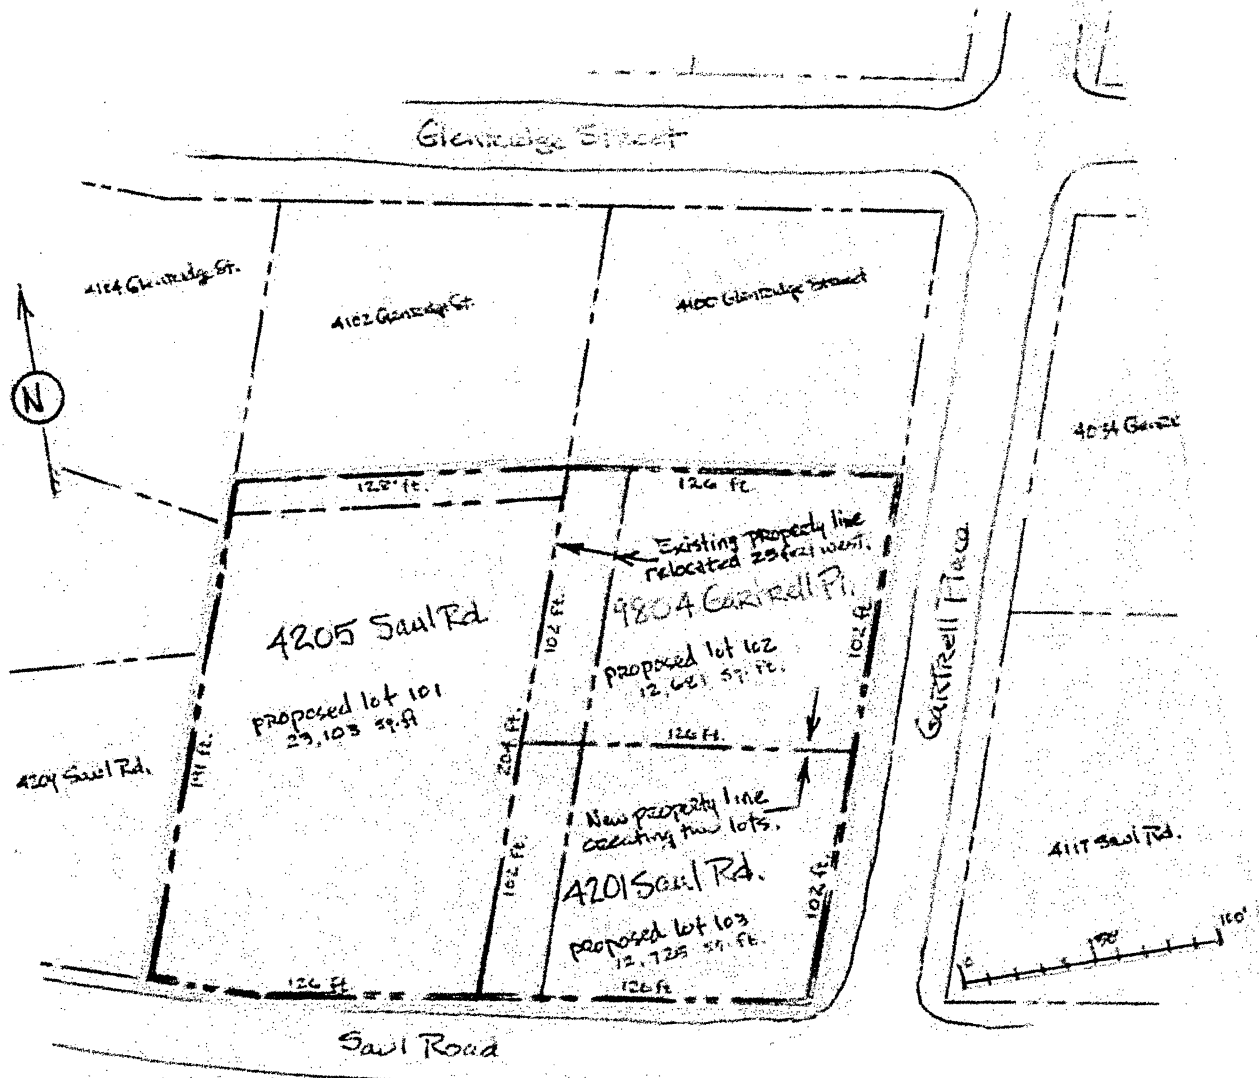 Glenridge Street
4104 Glenridge St.
4102 Glenridge St.
4100 Glenridge Street
N
128 ft.
126 ft
Existing property line
relocated 25 feet west.
9804 Gartrell Pl.
4205 Saul Rd
102 ft.
102 ft.
proposed lot 102
12,681 sq. ft.
proposed lot 101
23,103 sq. ft
Gartrell Place
126 ft.
204 ft.
191 ft.
4209 Saul Rd.
New property line
creating two lots.
102 ft.
102 ft.
4201 Saul Rd.
proposed lot 103
12,725 sq. ft.
4117 Saul Rd.
0
50'
100'
126 ft
126 ft
Saul Road